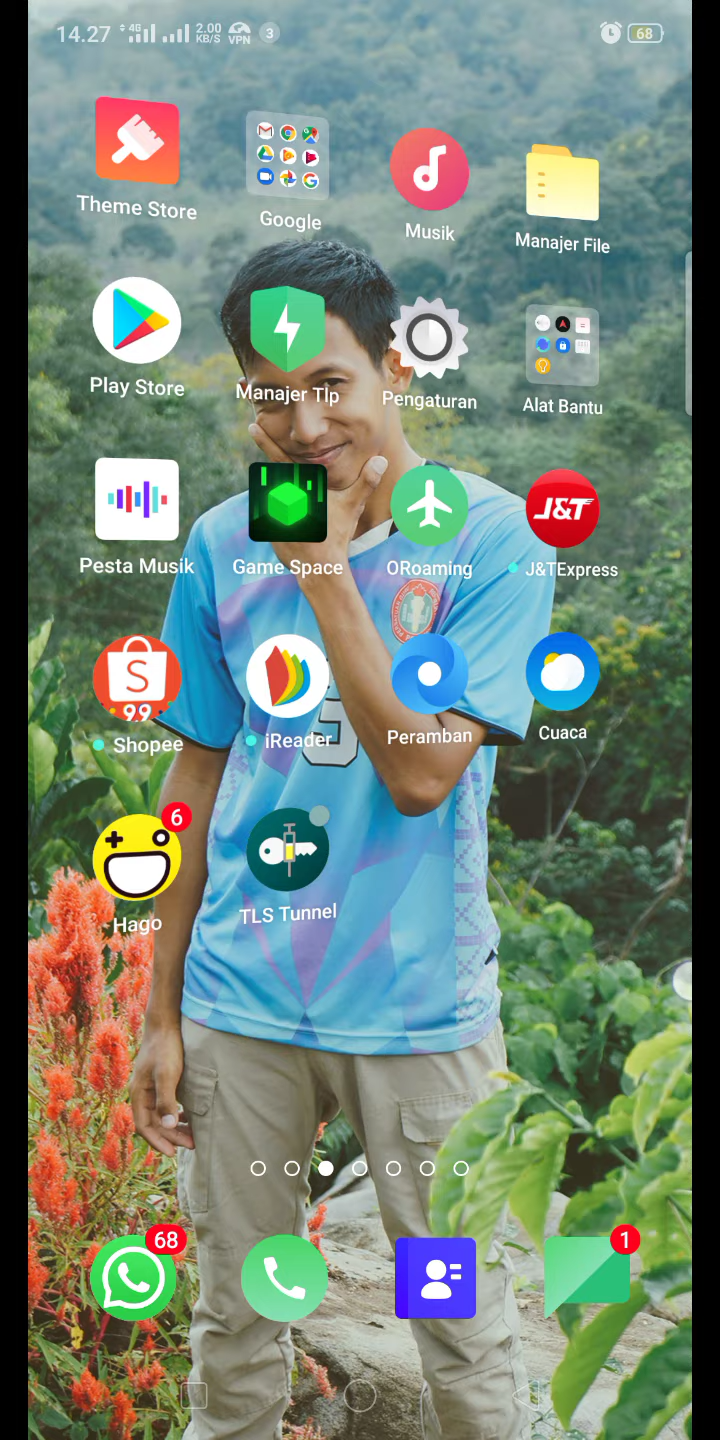 14.27 4G 2.00 KB/S VPN 3 68
Theme Store
Google
Musik
Manajer File
Play Store
Manajer Tlp
Pengaturan
Alat Bantu
J&T
Pesta Musik
Game Space
ORoaming
J&TExpress
S
9.9
Shopee
iReader
Peramban
Cuaca
6
Hago
TLS Tunnel
68
1